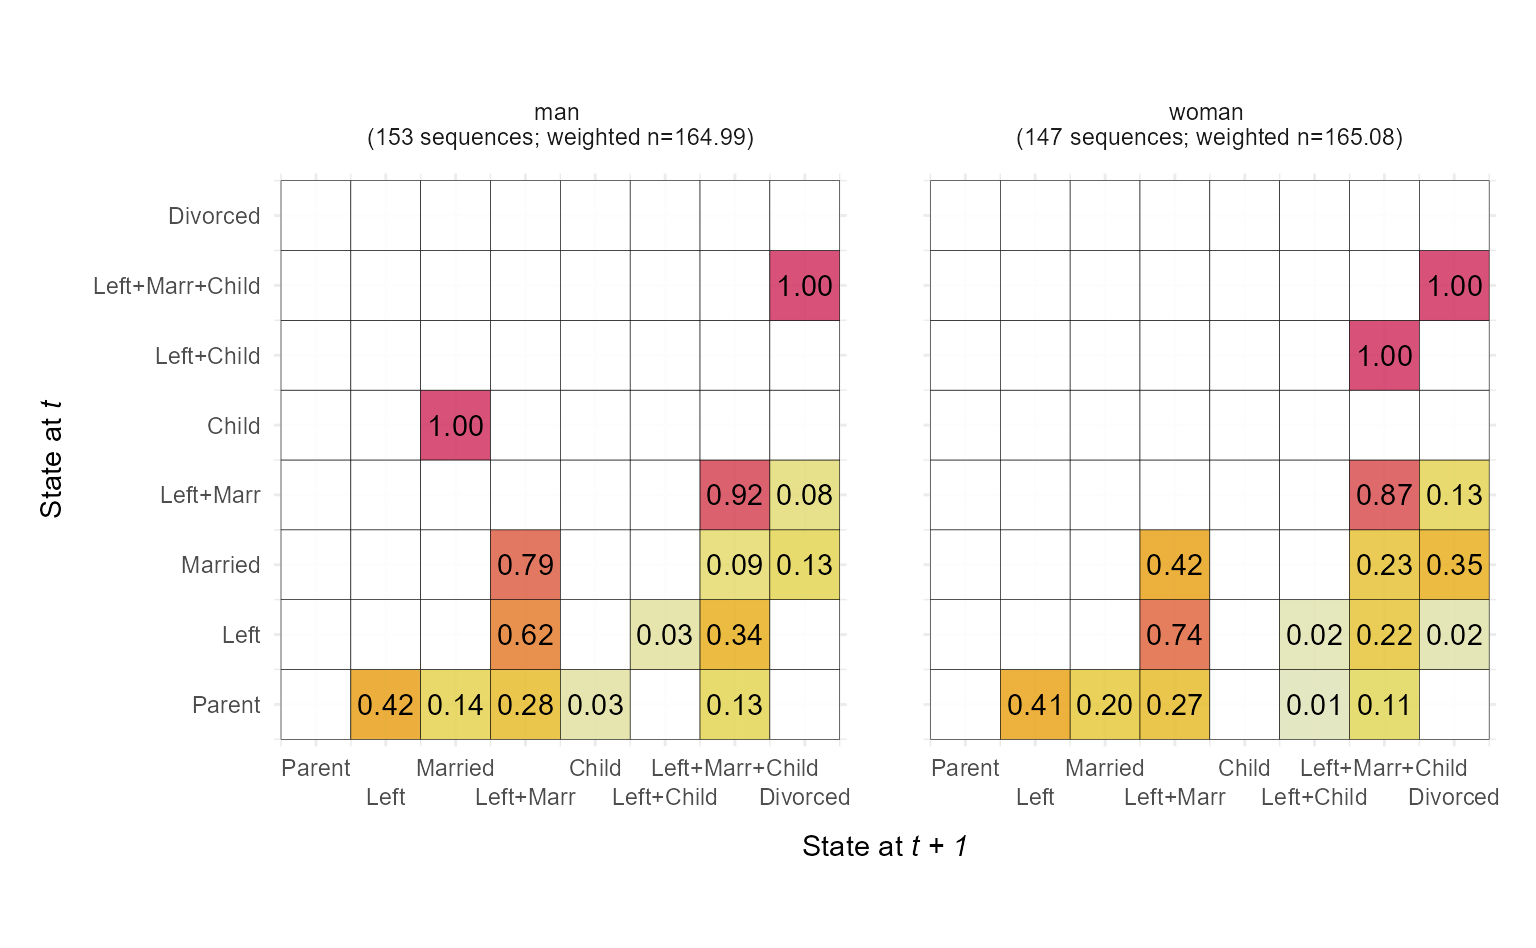 man
(153 sequences; weighted n=164.99)
woman
(147 sequences; weighted n=165.08)
State at t
Divorced
Left+Marr+Child 1.00 1.00
Left+Child 1.00
Child 1.00
Left+Marr 0.92 0.08 0.87 0.13
Married 0.79 0.09 0.13 0.42 0.23 0.35
Left 0.62 0.03 0.34 0.74 0.02 0.22 0.02
Parent 0.42 0.14 0.28 0.03 0.13 0.41 0.20 0.27 0.01 0.11
Parent Married Child Left+Marr+Child Parent Married Child Left+Marr+Child
Left Left+Marr Left+Child Divorced Left Left+Marr Left+Child Divorced
State at t + 1